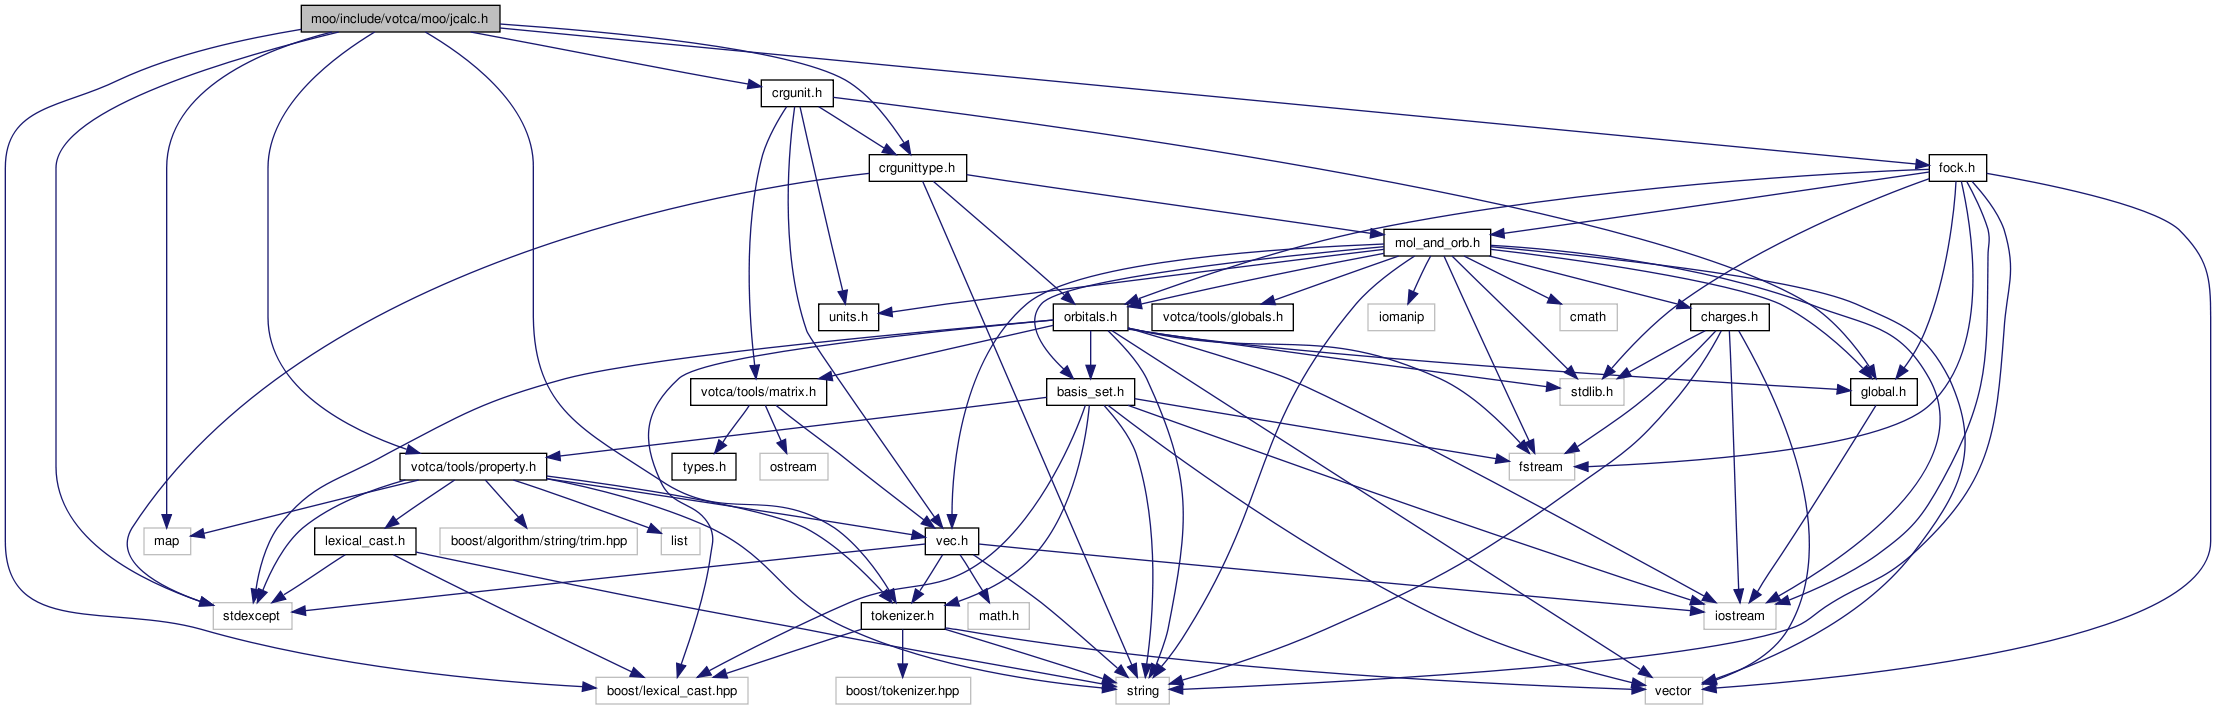 moo/include/votca/moo/jcalc.h
crgunit.h
crgunittype.h
fock.h
mol_and_orb.h
units.h
orbitals.h
votca/tools/globals.h
iomanip
cmath
charges.h
votca/tools/matrix.h
basis_set.h
stdlib.h
global.h
votca/tools/property.h
types.h
ostream
fstream
map
lexical_cast.h
boost/algorithm/string/trim.hpp
list
vec.h
stdexcept
tokenizer.h
math.h
iostream
boost/lexical_cast.hpp
boost/tokenizer.hpp
string
vector